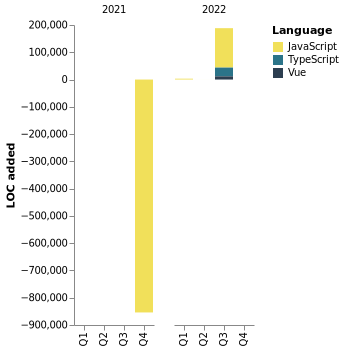 2021 2022
Language
JavaScript
TypeScript
Vue
LOC added
200,000
100,000
0
−100,000
−200,000
−300,000
−400,000
−500,000
−600,000
−700,000
−800,000
−900,000
Q1 Q2 Q3 Q4 Q1 Q2 Q3 Q4